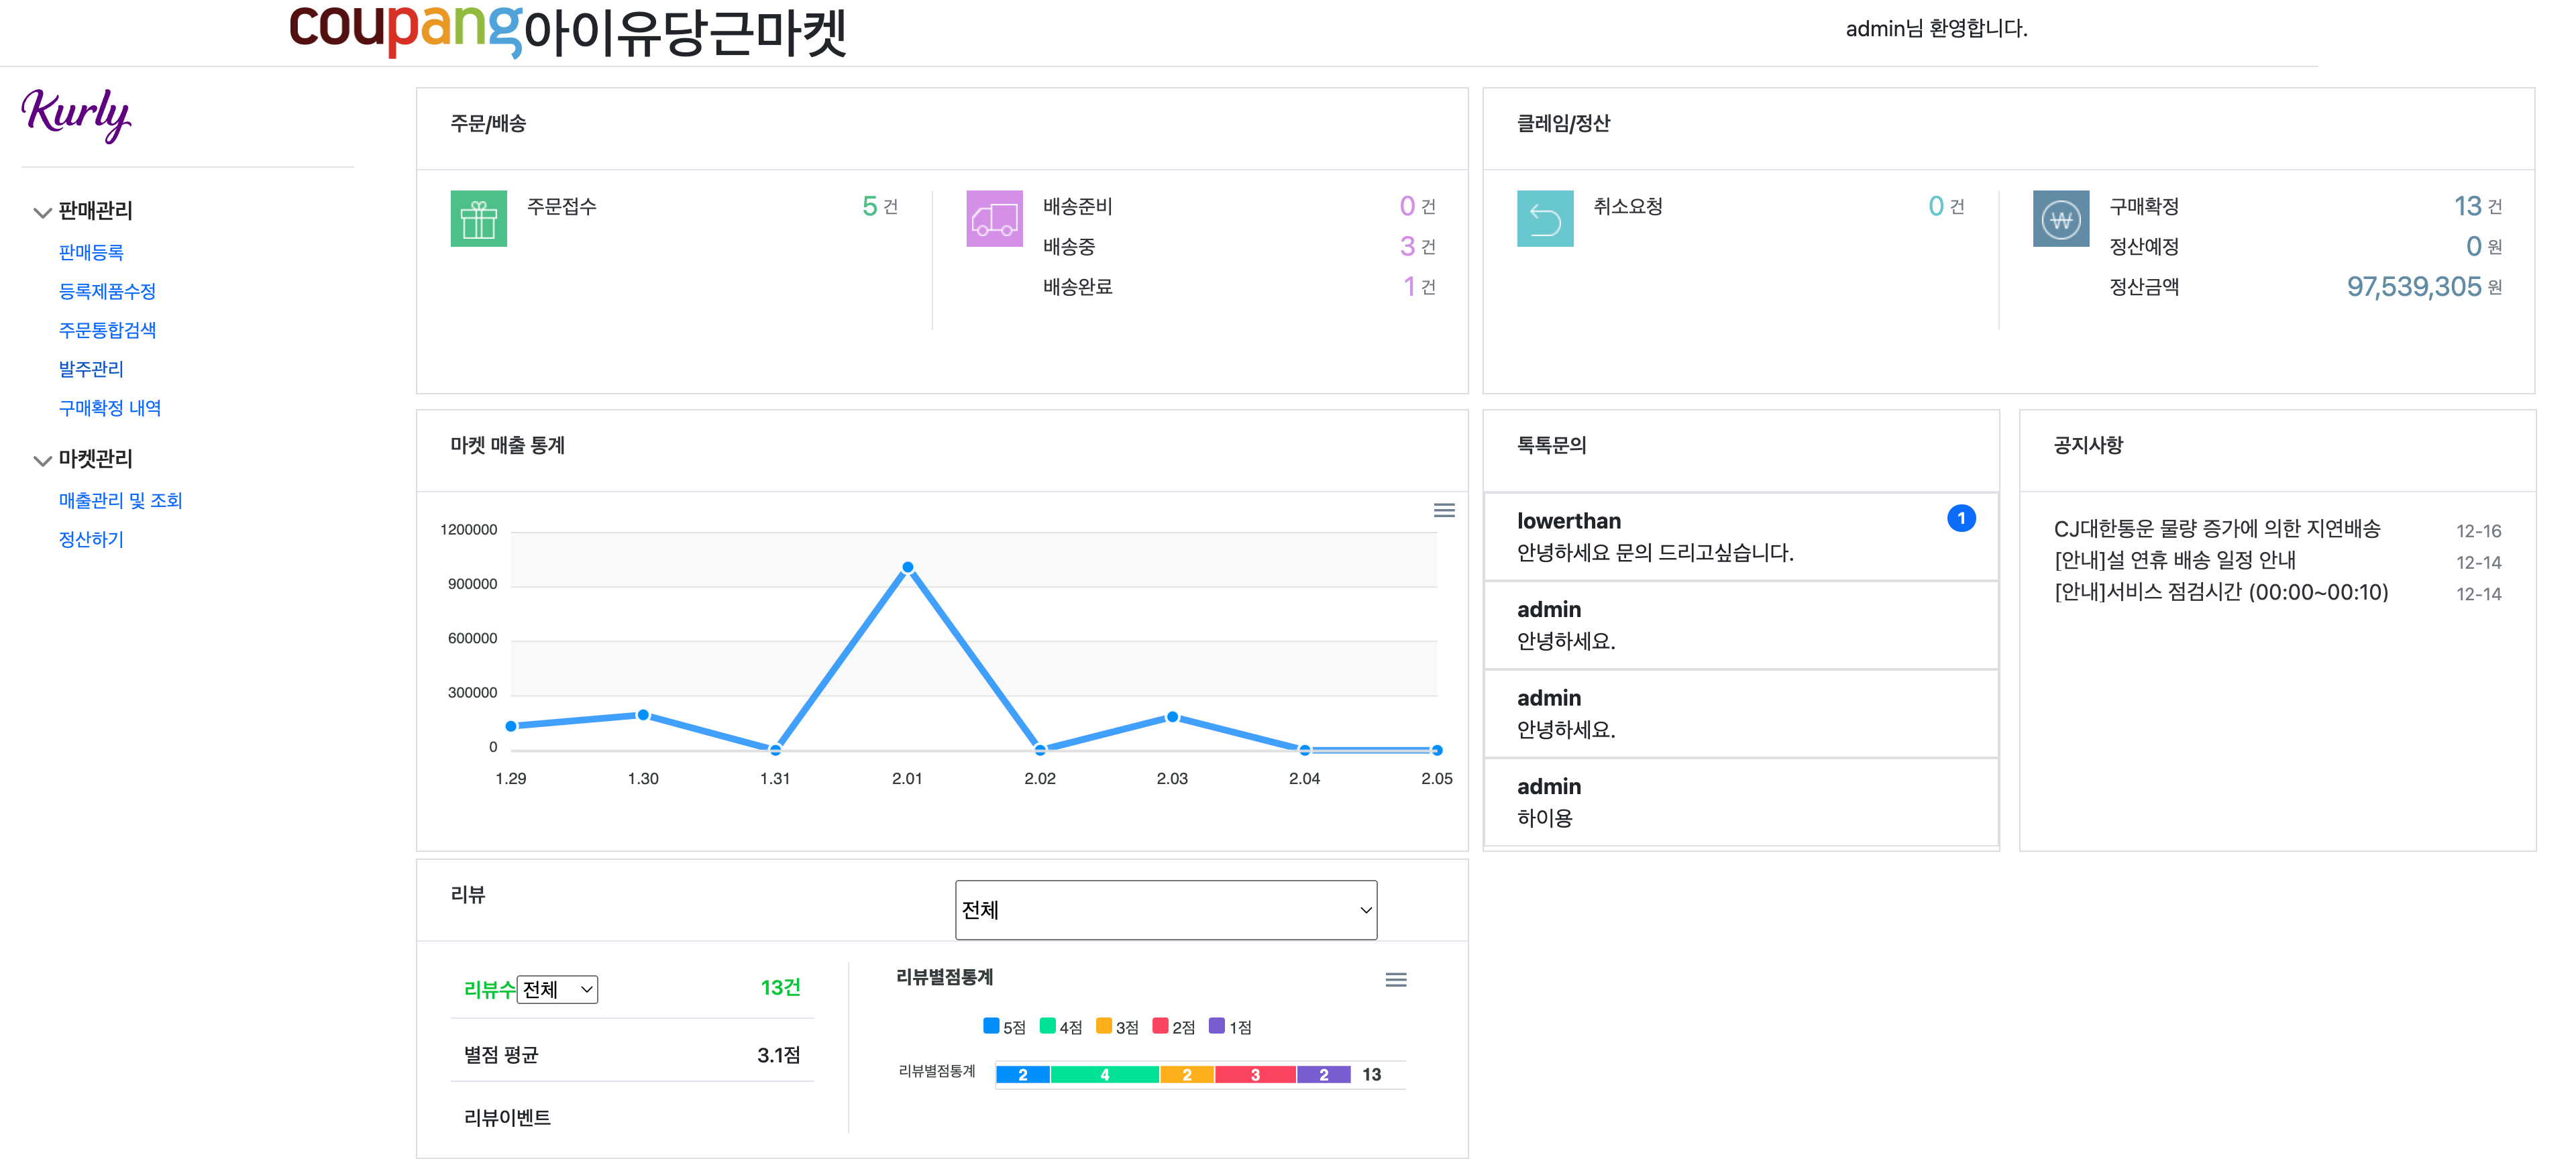 coupang아이유당근마켓
admin님 환영합니다.
Kurly
판매관리
판매등록
등록제품수정
주문통합검색
발주관리
구매확정 내역
마켓관리
매출관리 및 조회
정산하기
주문/배송
주문접수 5 건
배송준비 0 건
배송중 3 건
배송완료 1 건
클레임/정산
취소요청 0 건
구매확정 13 건
정산예정 0 원
정산금액 97,539,305 원
마켓 매출 통계
1200000
900000
600000
300000
0
1.29 1.30 1.31 2.01 2.02 2.03 2.04 2.05
톡톡문의
lowerthan 1
안녕하세요 문의 드리고싶습니다.
admin
안녕하세요.
admin
안녕하세요.
admin
하이용
공지사항
CJ대한통운 물량 증가에 의한 지연배송 12-16
[안내]설 연휴 배송 일정 안내 12-14
[안내]서비스 점검시간 (00:00~00:10) 12-14
리뷰
전체
리뷰수 전체 13건
별점 평균 3.1점
리뷰이벤트
리뷰별점통계
5점 4점 3점 2점 1점
리뷰별점통계 2 4 2 3 2 13